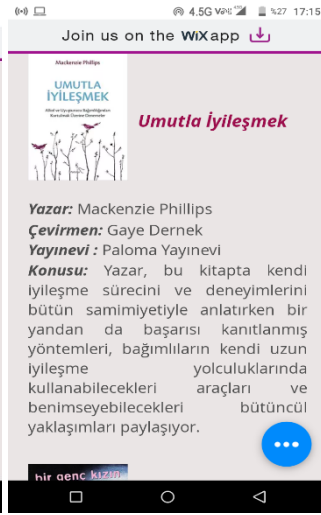 4.5G %27 17:15
Join us on the WiX app
Mackenzie Phillips
UMUTLA
İYİLEŞMEK
Umutla İyileşmek
Yazar: Mackenzie Phillips
Çevirmen: Gaye Dernek
Yayınevi : Paloma Yayınevi
Konusu: Yazar, bu kitapta kendi
iyileşme sürecini ve deneyimlerini
bütün samimiyetiyle anlatırken bir
yandan da başarısı kanıtlanmış
yöntemleri, bağımlıların kendi uzun
iyileşme yolculuklarında
kullanabilecekleri araçları ve
benimseyebilecekleri bütüncül
yaklaşımları paylaşıyor.
bir genç kızın